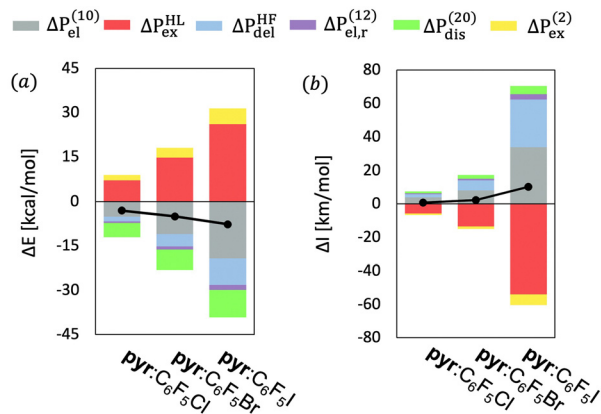 ΔP_el^(10) ΔP_ex^HL ΔP_del^HF ΔP_el,r^(12) ΔP_dis^(20) ΔP_ex^(2)
(a)
ΔE [kcal/mol]
45
30
15
0
-15
-30
-45
pyr:C₆F₅Cl
pyr:C₆F₅Br
pyr:C₆F₅I
(b)
ΔI [km/mol]
80
60
40
20
0
-20
-40
-60
-80
pyr:C₆F₅Cl
pyr:C₆F₅Br
pyr:C₆F₅I